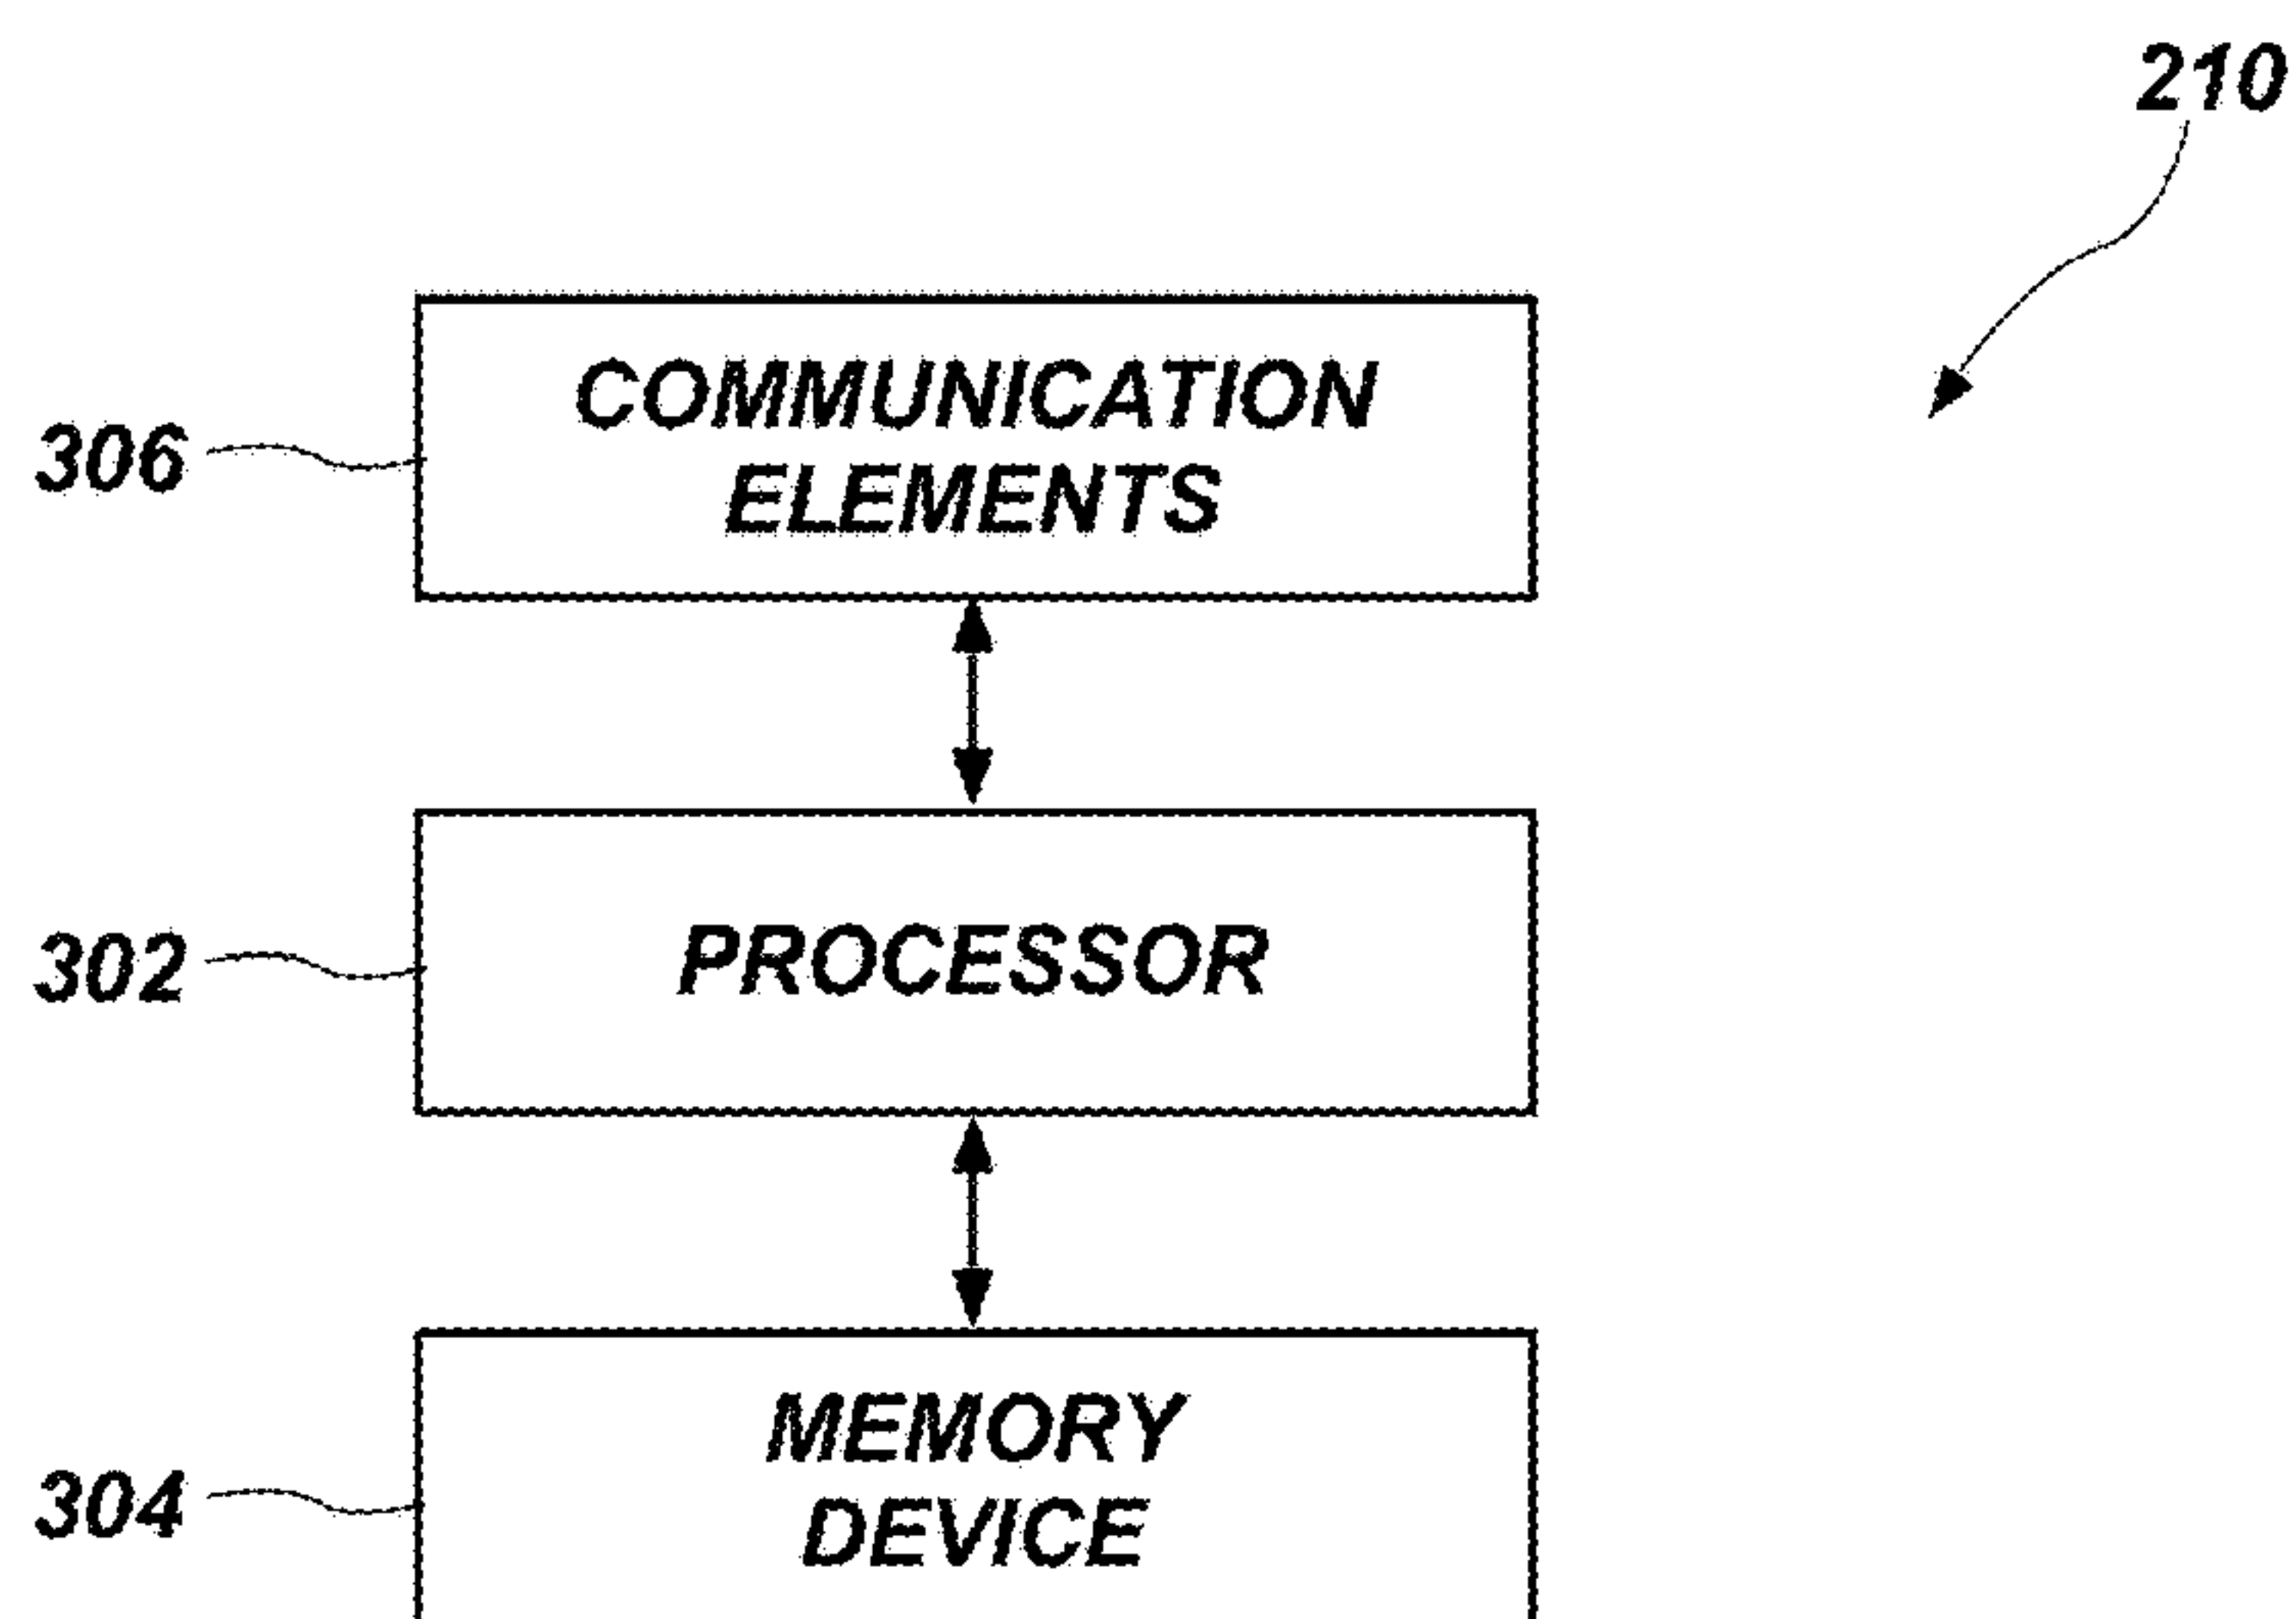 210
306
COMMUNICATION
ELEMENTS
302
PROCESSOR
304
MEMORY
DEVICE